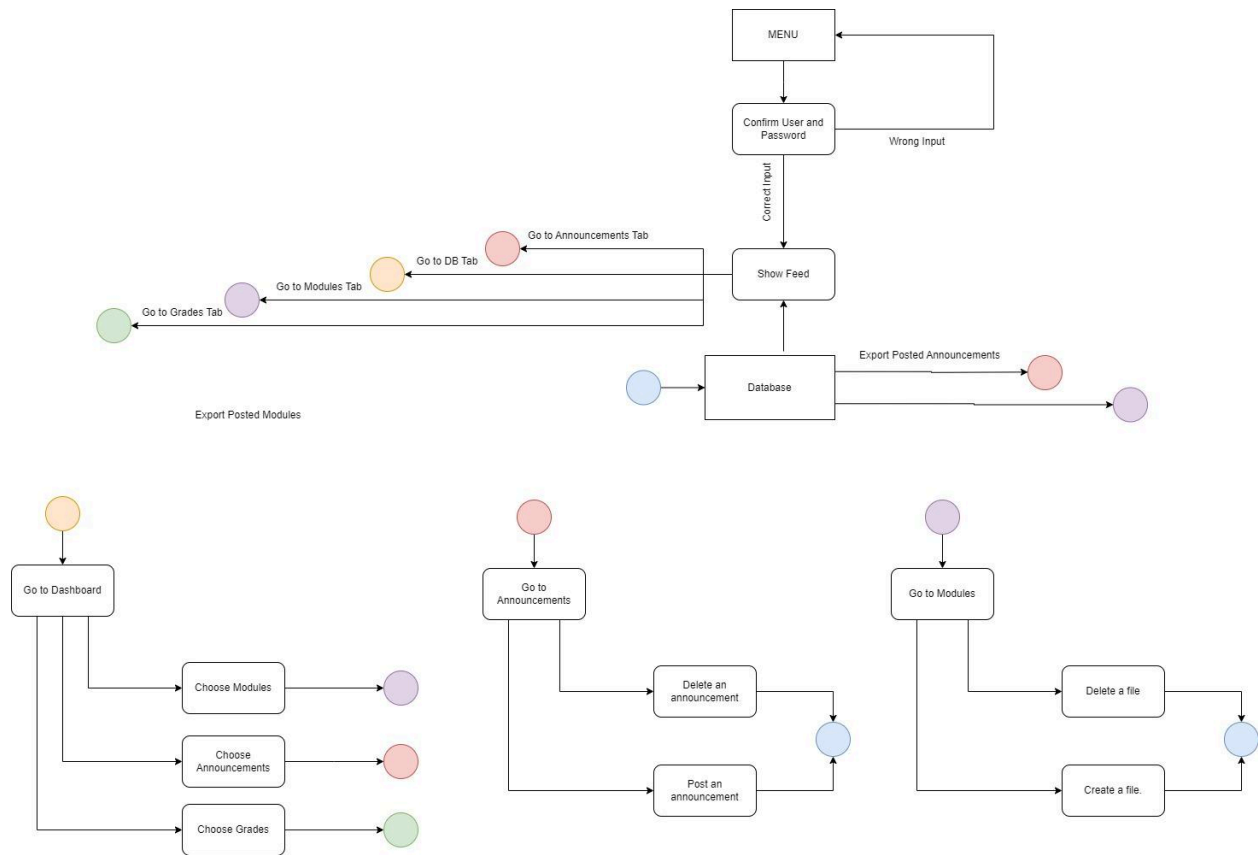 MENU
Confirm User and
Password
Wrong Input
Correct Input
Go to Announcements Tab
Go to DB Tab
Show Feed
Go to Modules Tab
Go to Grades Tab
Export Posted Announcements
Database
Export Posted Modules
Go to Dashboard
Go to
Announcements
Go to Modules
Choose Modules
Delete an
announcement
Delete a file
Choose
Announcements
Post an
announcement
Create a file.
Choose Grades